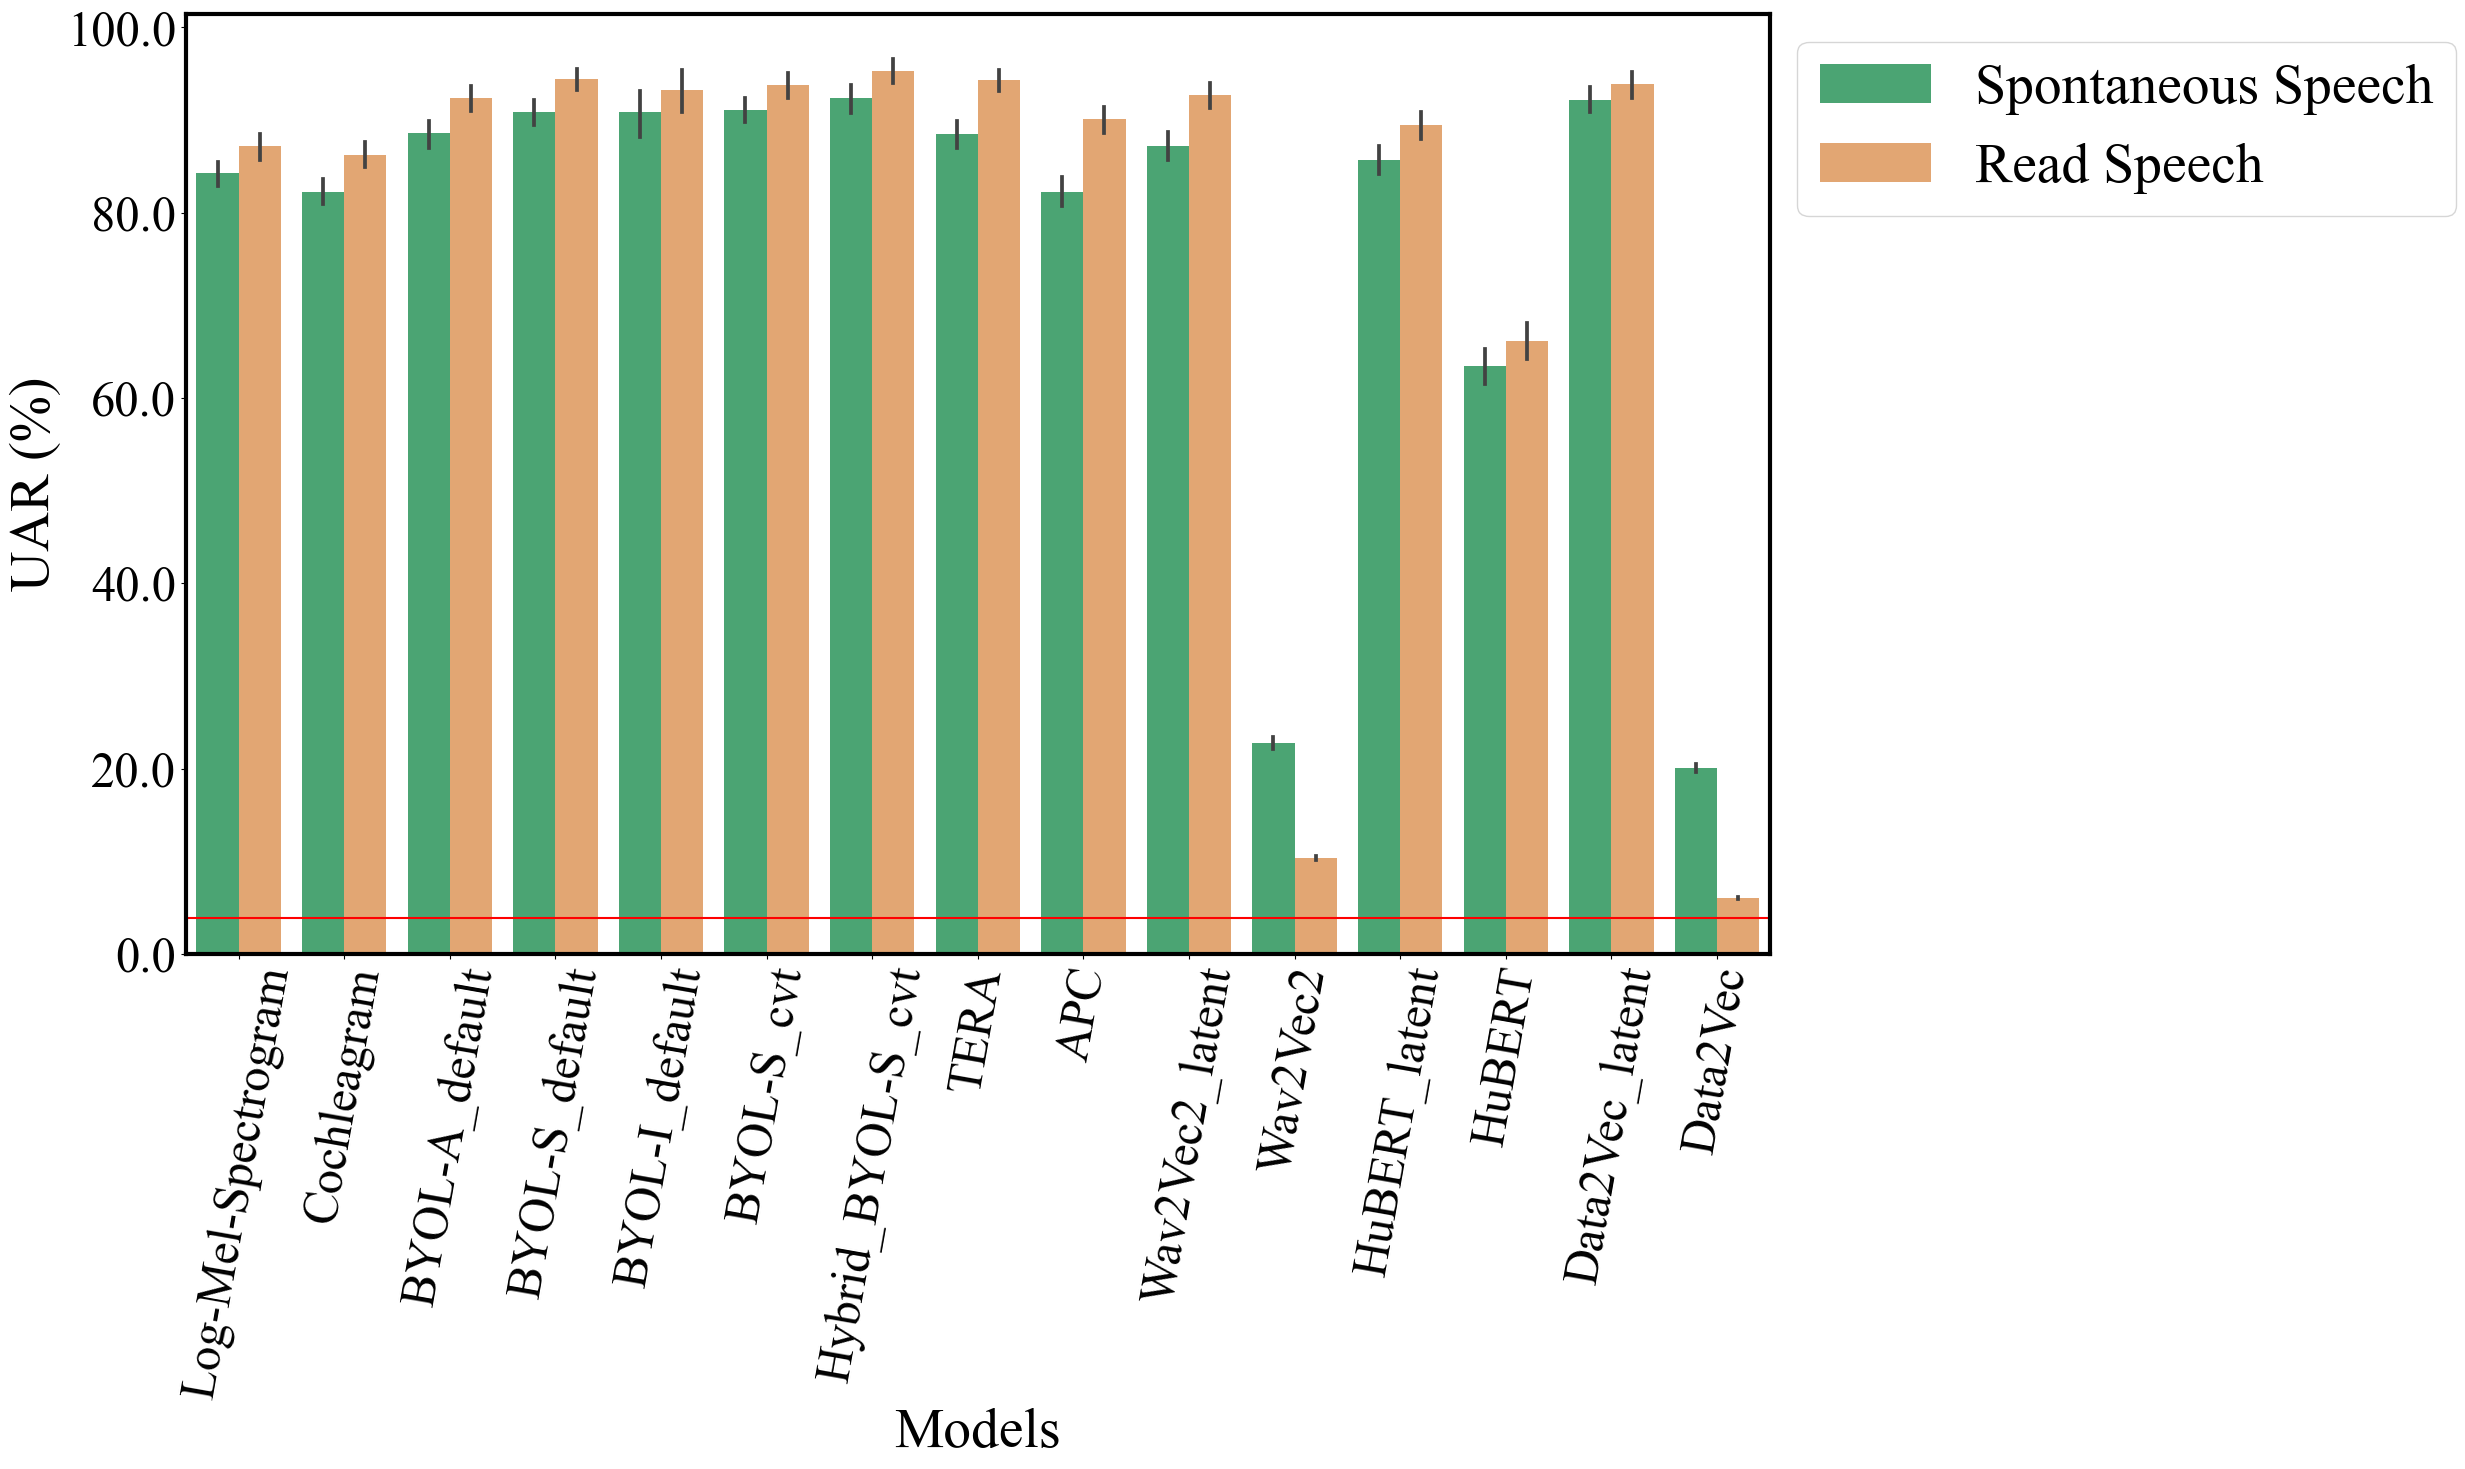 100.0
80.0
60.0
40.0
20.0
0.0
UAR (%)
Spontaneous Speech
Read Speech
Log-Mel-Spectrogram
Cochleagram
BYOL-A_default
BYOL-S_default
BYOL-I_default
BYOL-S_cvt
Hybrid_BYOL-S_cvt
TERA
APC
Wav2Vec2_latent
Wav2Vec2
HuBERT_latent
HuBERT
Data2Vec_latent
Data2Vec
Models